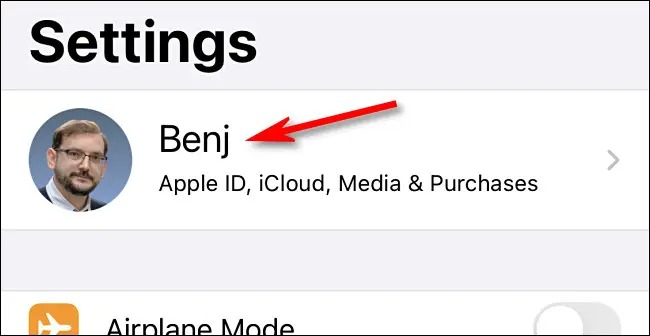 Settings
Benj
Apple ID, iCloud, Media & Purchases
Airplane Mode